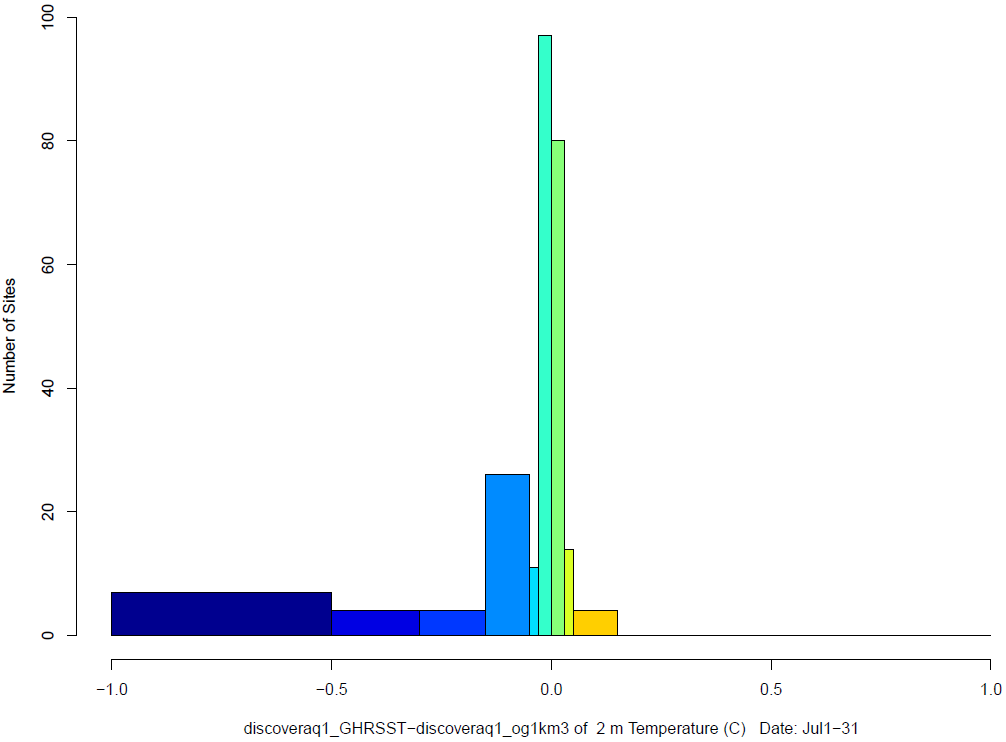 100
80
60
40
20
0
Number of Sites
−1.0 −0.5 0.0 0.5 1.0
discoveraq1_GHRSST−discoveraq1_og1km3 of 2 m Temperature (C) Date: Jul1−31